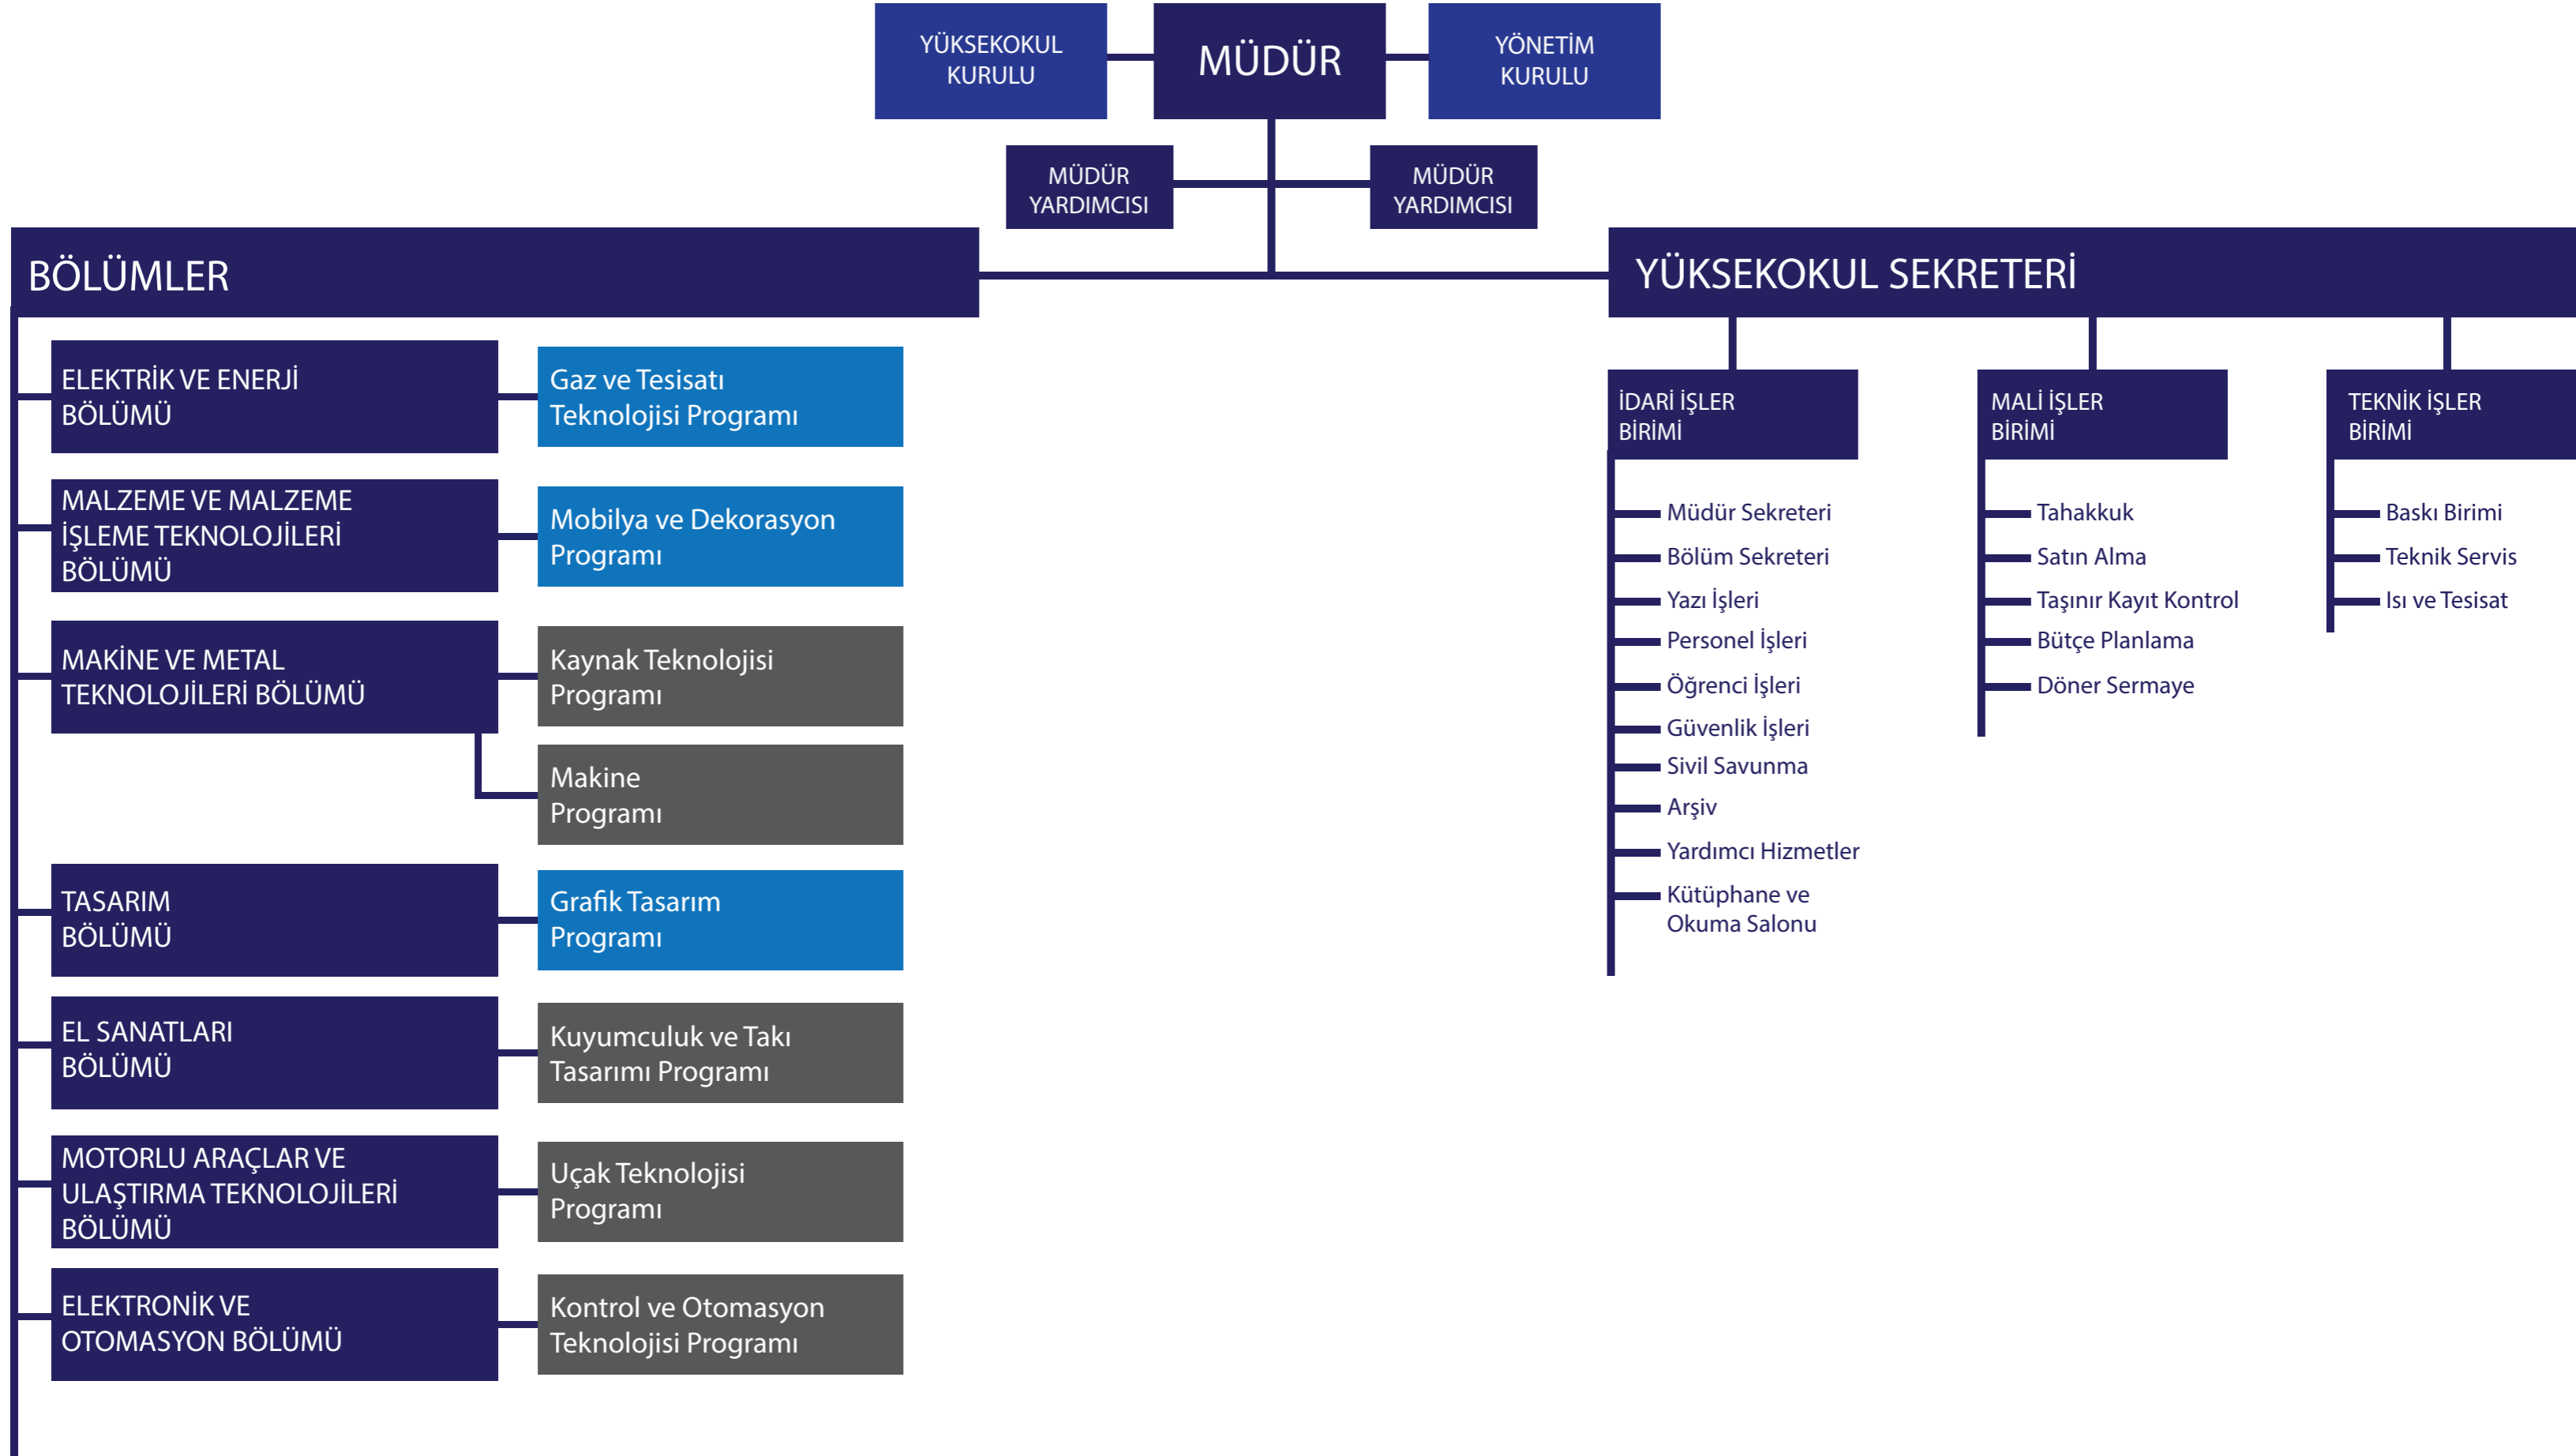 YÜKSEKOKUL
KURULU
MÜDÜR
YÖNETİM
KURULU
MÜDÜR
YARDIMCISI
MÜDÜR
YARDIMCISI
BÖLÜMLER
ELEKTRİK VE ENERJİ
BÖLÜMÜ
Gaz ve Tesisatı
Teknolojisi Programı
MALZEME VE MALZEME
İŞLEME TEKNOLOJİLERİ
BÖLÜMÜ
Mobilya ve Dekorasyon
Programı
MAKİNE VE METAL
TEKNOLOJİLERİ BÖLÜMÜ
Kaynak Teknolojisi
Programı
Makine
Programı
TASARIM
BÖLÜMÜ
Grafik Tasarım
Programı
EL SANATLARI
BÖLÜMÜ
Kuyumculuk ve Takı
Tasarımı Programı
MOTORLU ARAÇLAR VE
ULAŞTIRMA TEKNOLOJİLERİ
BÖLÜMÜ
Uçak Teknolojisi
Programı
ELEKTRONİK VE
OTOMASYON BÖLÜMÜ
Kontrol ve Otomasyon
Teknolojisi Programı
YÜKSEKOKUL SEKRETERİ
İDARİ İŞLER
BİRİMİ
Müdür Sekreteri
Bölüm Sekreteri
Yazı İşleri
Personel İşleri
Öğrenci İşleri
Güvenlik İşleri
Sivil Savunma
Arşiv
Yardımcı Hizmetler
Kütüphane ve
Okuma Salonu
MALİ İŞLER
BİRİMİ
Tahakkuk
Satın Alma
Taşınır Kayıt Kontrol
Bütçe Planlama
Döner Sermaye
TEKNİK İŞLER
BİRİMİ
Baskı Birimi
Teknik Servis
Isı ve Tesisat